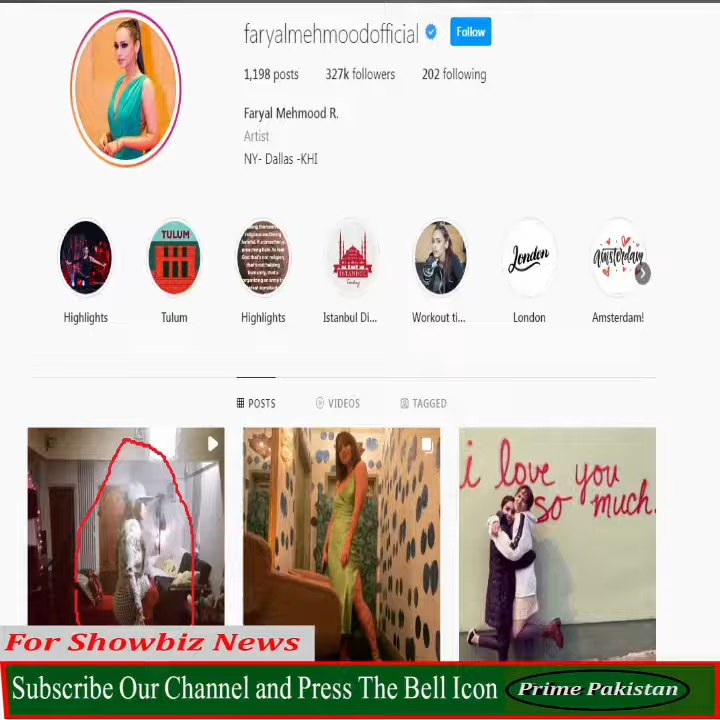 faryalmehmoodofficial Follow
1,198 posts 327k followers 202 following
Faryal Mehmood R.
Artist
NY- Dallas -KHI
TULUM
ISTANBUL
Turkey
London
amsterdam
Highlights Tulum Highlights Istanbul Di... Workout ti... London Amsterdam!
POSTS VIDEOS TAGGED
i love you
so much.
For Showbiz News
Subscribe Our Channel and Press The Bell Icon Prime Pakistan